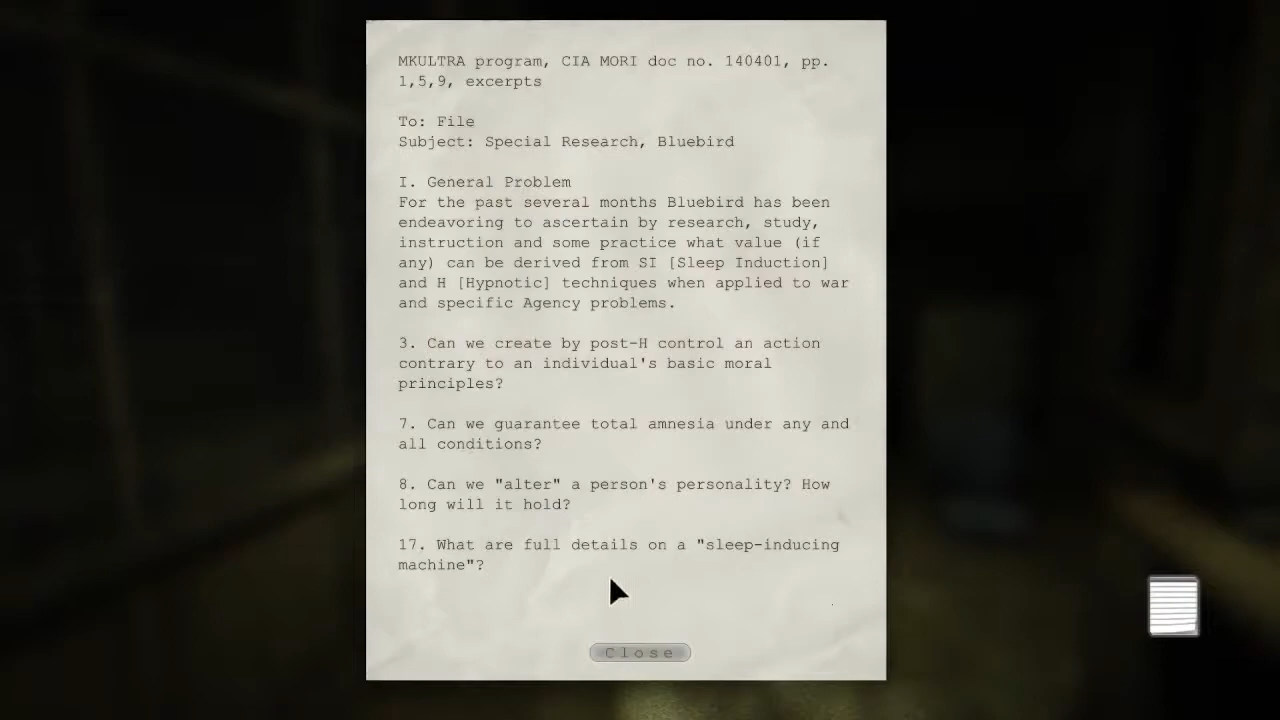 MKULTRA program, CIA MORI doc no. 140401, pp.
1,5,9, excerpts
To: File
Subject: Special Research, Bluebird
I. General Problem
For the past several months Bluebird has been
endeavoring to ascertain by research, study,
instruction and some practice what value (if
any) can be derived from SI [Sleep Induction]
and H [Hypnotic] techniques when applied to war
and specific Agency problems.
3. Can we create by post-H control an action
contrary to an individual's basic moral
principles?
7. Can we guarantee total amnesia under any and
all conditions?
8. Can we "alter" a person's personality? How
long will it hold?
17. What are full details on a "sleep-inducing
machine"?
Close